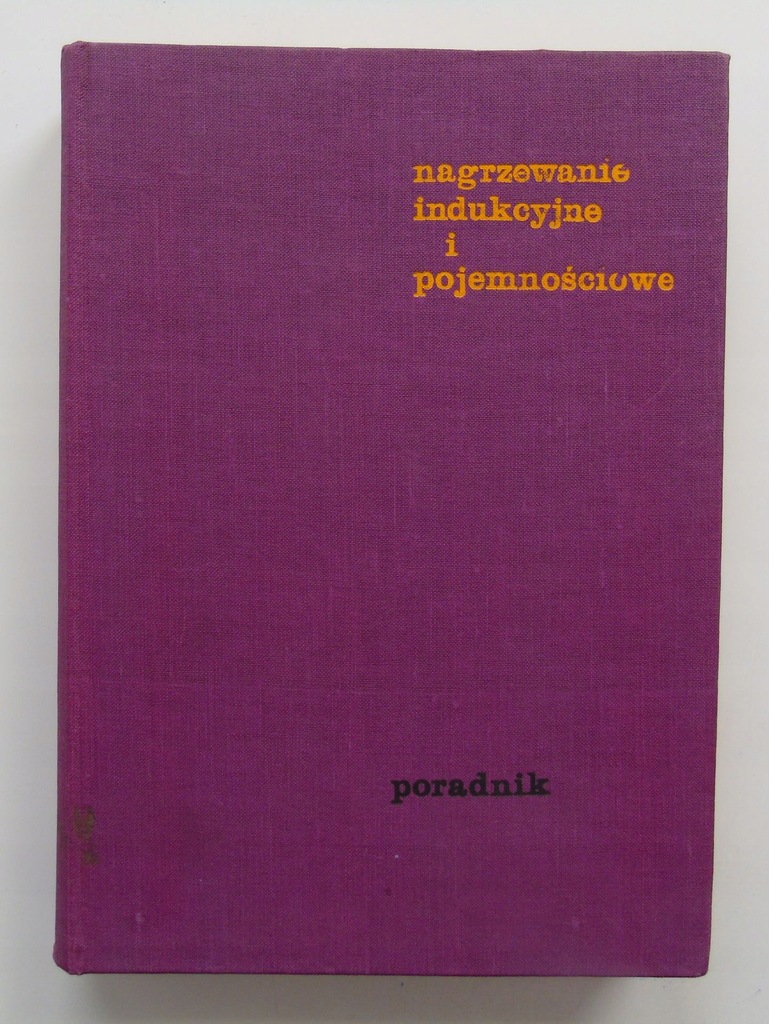 nagrzewanie
indukcyjne
i
pojemnościowe
poradnik